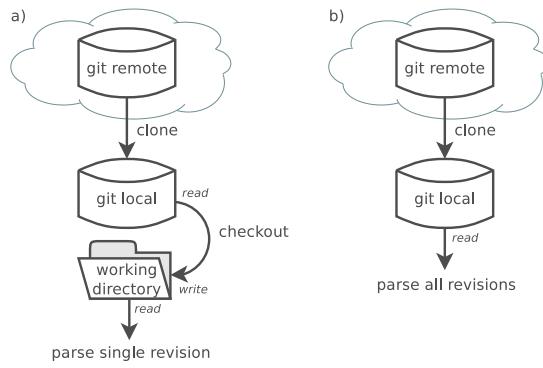 a)
git remote
clone
git local
read
checkout
working
directory
write
read
parse single revision
b)
git remote
clone
git local
read
parse all revisions